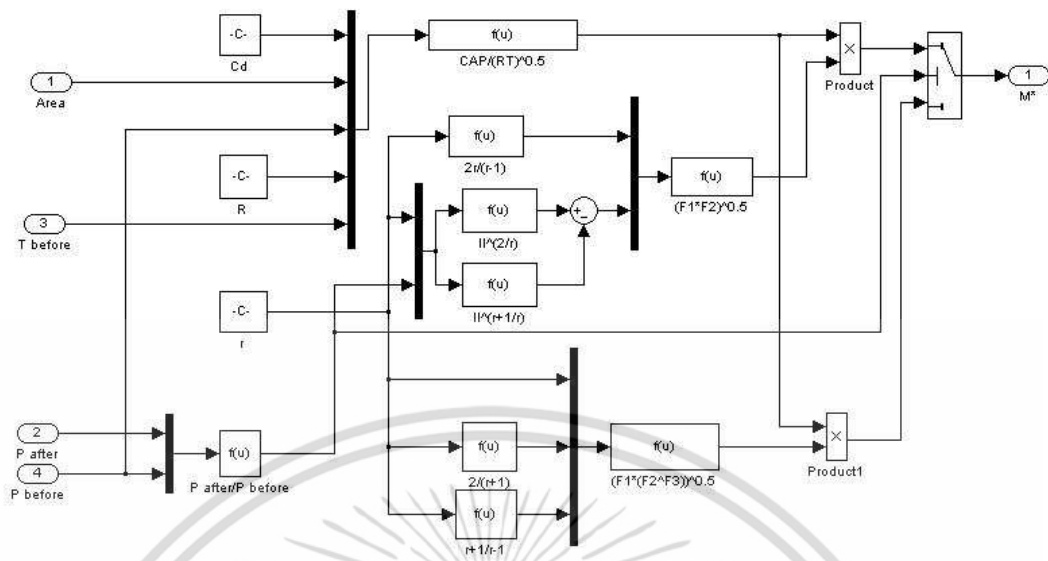 -C-
Cd
1
Area
-C-
R
3
T before
-C-
r
2
P after
4
P before
f(u)
P after/P before
f(u)
CAP/(RT)^0.5
f(u)
2r/(r-1)
f(u)
II^(2/r)
f(u)
II^(r+1/r)
+
-
f(u)
(F1*F2)^0.5
×
Product
1
M*
f(u)
2/(r+1)
f(u)
r+1/r-1
f(u)
(F1*(F2^F3))^0.5
×
Product1